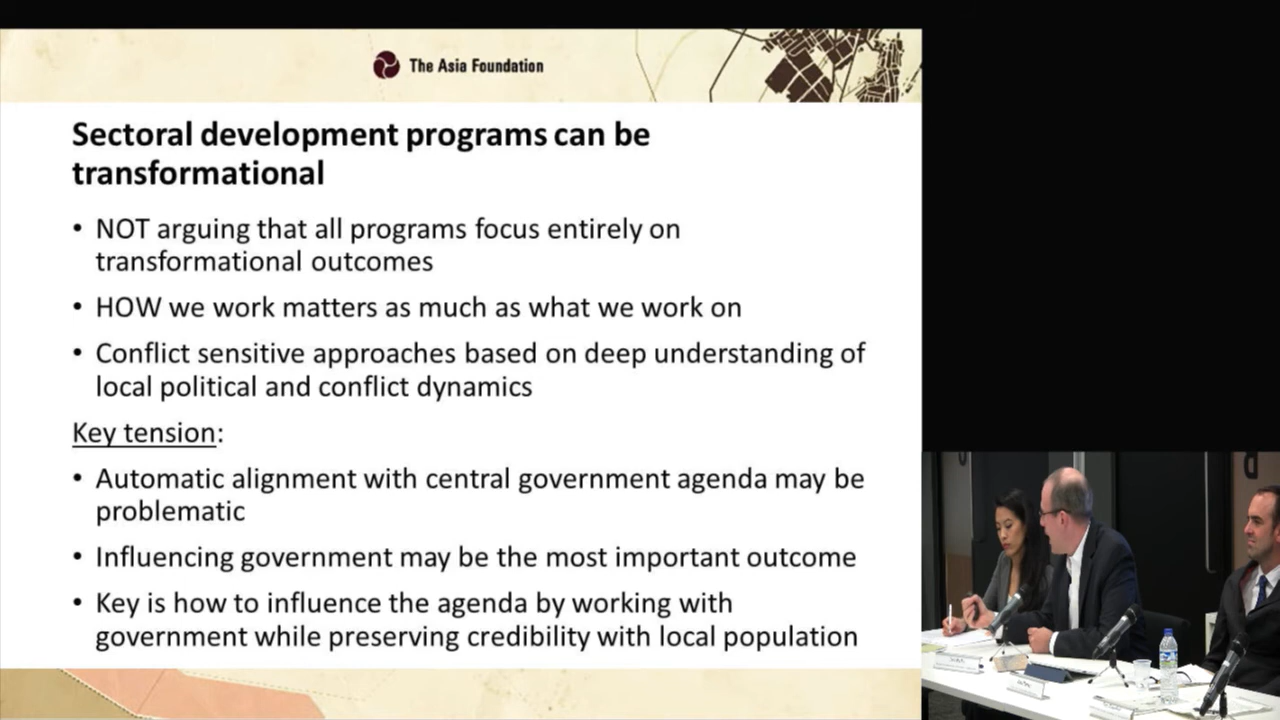 The Asia Foundation
Sectoral development programs can be
transformational
• NOT arguing that all programs focus entirely on
transformational outcomes
• HOW we work matters as much as what we work on
• Conflict sensitive approaches based on deep understanding of
local political and conflict dynamics
Key tension:
• Automatic alignment with central government agenda may be
problematic
• Influencing government may be the most important outcome
• Key is how to influence the agenda by working with
government while preserving credibility with local population